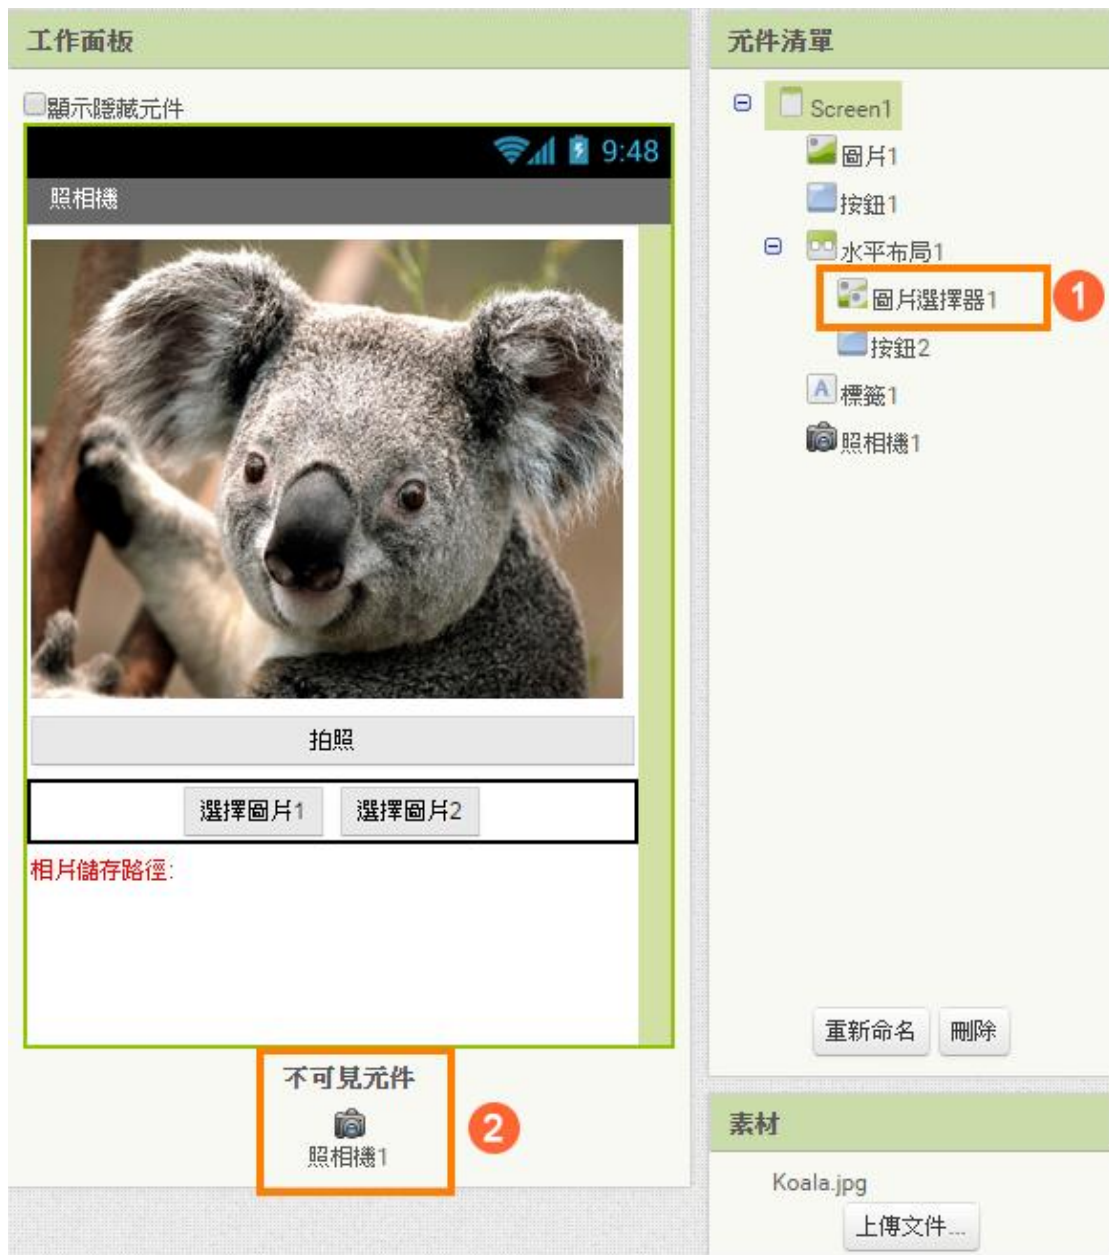 工作面板
顯示隱藏元件
9:48
照相機
拍照
選擇圖片1 選擇圖片2
相片儲存路徑:
不可見元件
照相機1
2
元件清單
Screen1
圖片1
按鈕1
水平布局1
圖片選擇器1
1
按鈕2
標籤1
照相機1
重新命名 刪除
素材
Koala.jpg
上傳文件...